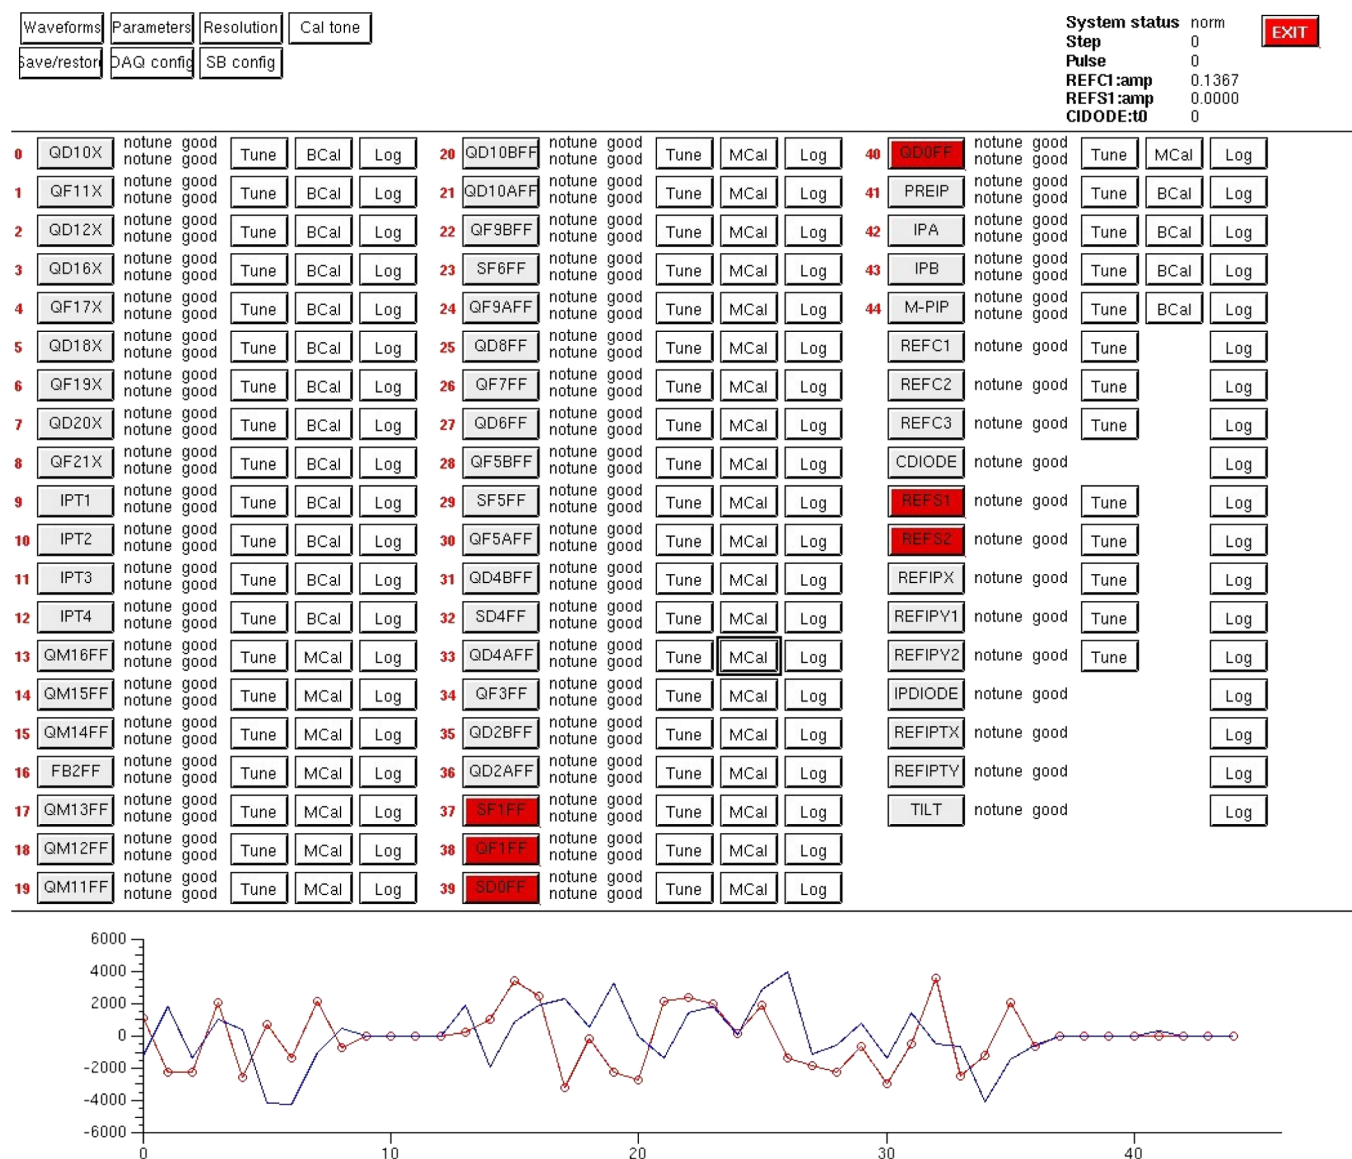 Waveforms Parameters Resolution Cal tone
Save/restor DAQ config SB config
System status norm
Step 0
Pulse 0
REFC1:amp 0.1367
REFS1:amp 0.0000
CIDODE:t0 0
EXIT
0 QD10X notune good notune good Tune BCal Log 20 QD10BFF notune good notune good Tune MCal Log 40 QD0FF notune good notune good Tune MCal Log
1 QF11X notune good notune good Tune BCal Log 21 QD10AFF notune good notune good Tune MCal Log 41 PREIP notune good notune good Tune BCal Log
2 QD12X notune good notune good Tune BCal Log 22 QF9BFF notune good notune good Tune MCal Log 42 IPA notune good notune good Tune BCal Log
3 QD16X notune good notune good Tune BCal Log 23 SF6FF notune good notune good Tune MCal Log 43 IPB notune good notune good Tune BCal Log
4 QF17X notune good notune good Tune BCal Log 24 QF9AFF notune good notune good Tune MCal Log 44 M-PIP notune good notune good Tune BCal Log
5 QD18X notune good notune good Tune BCal Log 25 QD8FF notune good notune good Tune MCal Log REFC1 notune good Tune Log
6 QF19X notune good notune good Tune BCal Log 26 QF7FF notune good notune good Tune MCal Log REFC2 notune good Tune Log
7 QD20X notune good notune good Tune BCal Log 27 QD6FF notune good notune good Tune MCal Log REFC3 notune good Tune Log
8 QF21X notune good notune good Tune BCal Log 28 QF5BFF notune good notune good Tune MCal Log CDIODE notune good Log
9 IPT1 notune good notune good Tune BCal Log 29 SF5FF notune good notune good Tune MCal Log REFS1 notune good Tune Log
10 IPT2 notune good notune good Tune BCal Log 30 QF5AFF notune good notune good Tune MCal Log REFS2 notune good Tune Log
11 IPT3 notune good notune good Tune BCal Log 31 QD4BFF notune good notune good Tune MCal Log REFIPX notune good Tune Log
12 IPT4 notune good notune good Tune BCal Log 32 SD4FF notune good notune good Tune MCal Log REFIPY1 notune good Tune Log
13 QM16FF notune good notune good Tune MCal Log 33 QD4AFF notune good notune good Tune MCal Log REFIPY2 notune good Tune Log
14 QM15FF notune good notune good Tune MCal Log 34 QF3FF notune good notune good Tune MCal Log IPDIODE notune good Log
15 QM14FF notune good notune good Tune MCal Log 35 QD2BFF notune good notune good Tune MCal Log REFIPTX notune good Log
16 FB2FF notune good notune good Tune MCal Log 36 QD2AFF notune good notune good Tune MCal Log REFIPTY notune good Log
17 QM13FF notune good notune good Tune MCal Log 37 SF1FF notune good notune good Tune MCal Log TILT notune good Log
18 QM12FF notune good notune good Tune MCal Log 38 QF1FF notune good notune good Tune MCal Log
19 QM11FF notune good notune good Tune MCal Log 39 SD0FF notune good notune good Tune MCal Log
6000
4000
2000
0
-2000
-4000
-6000
0 10 20 30 40